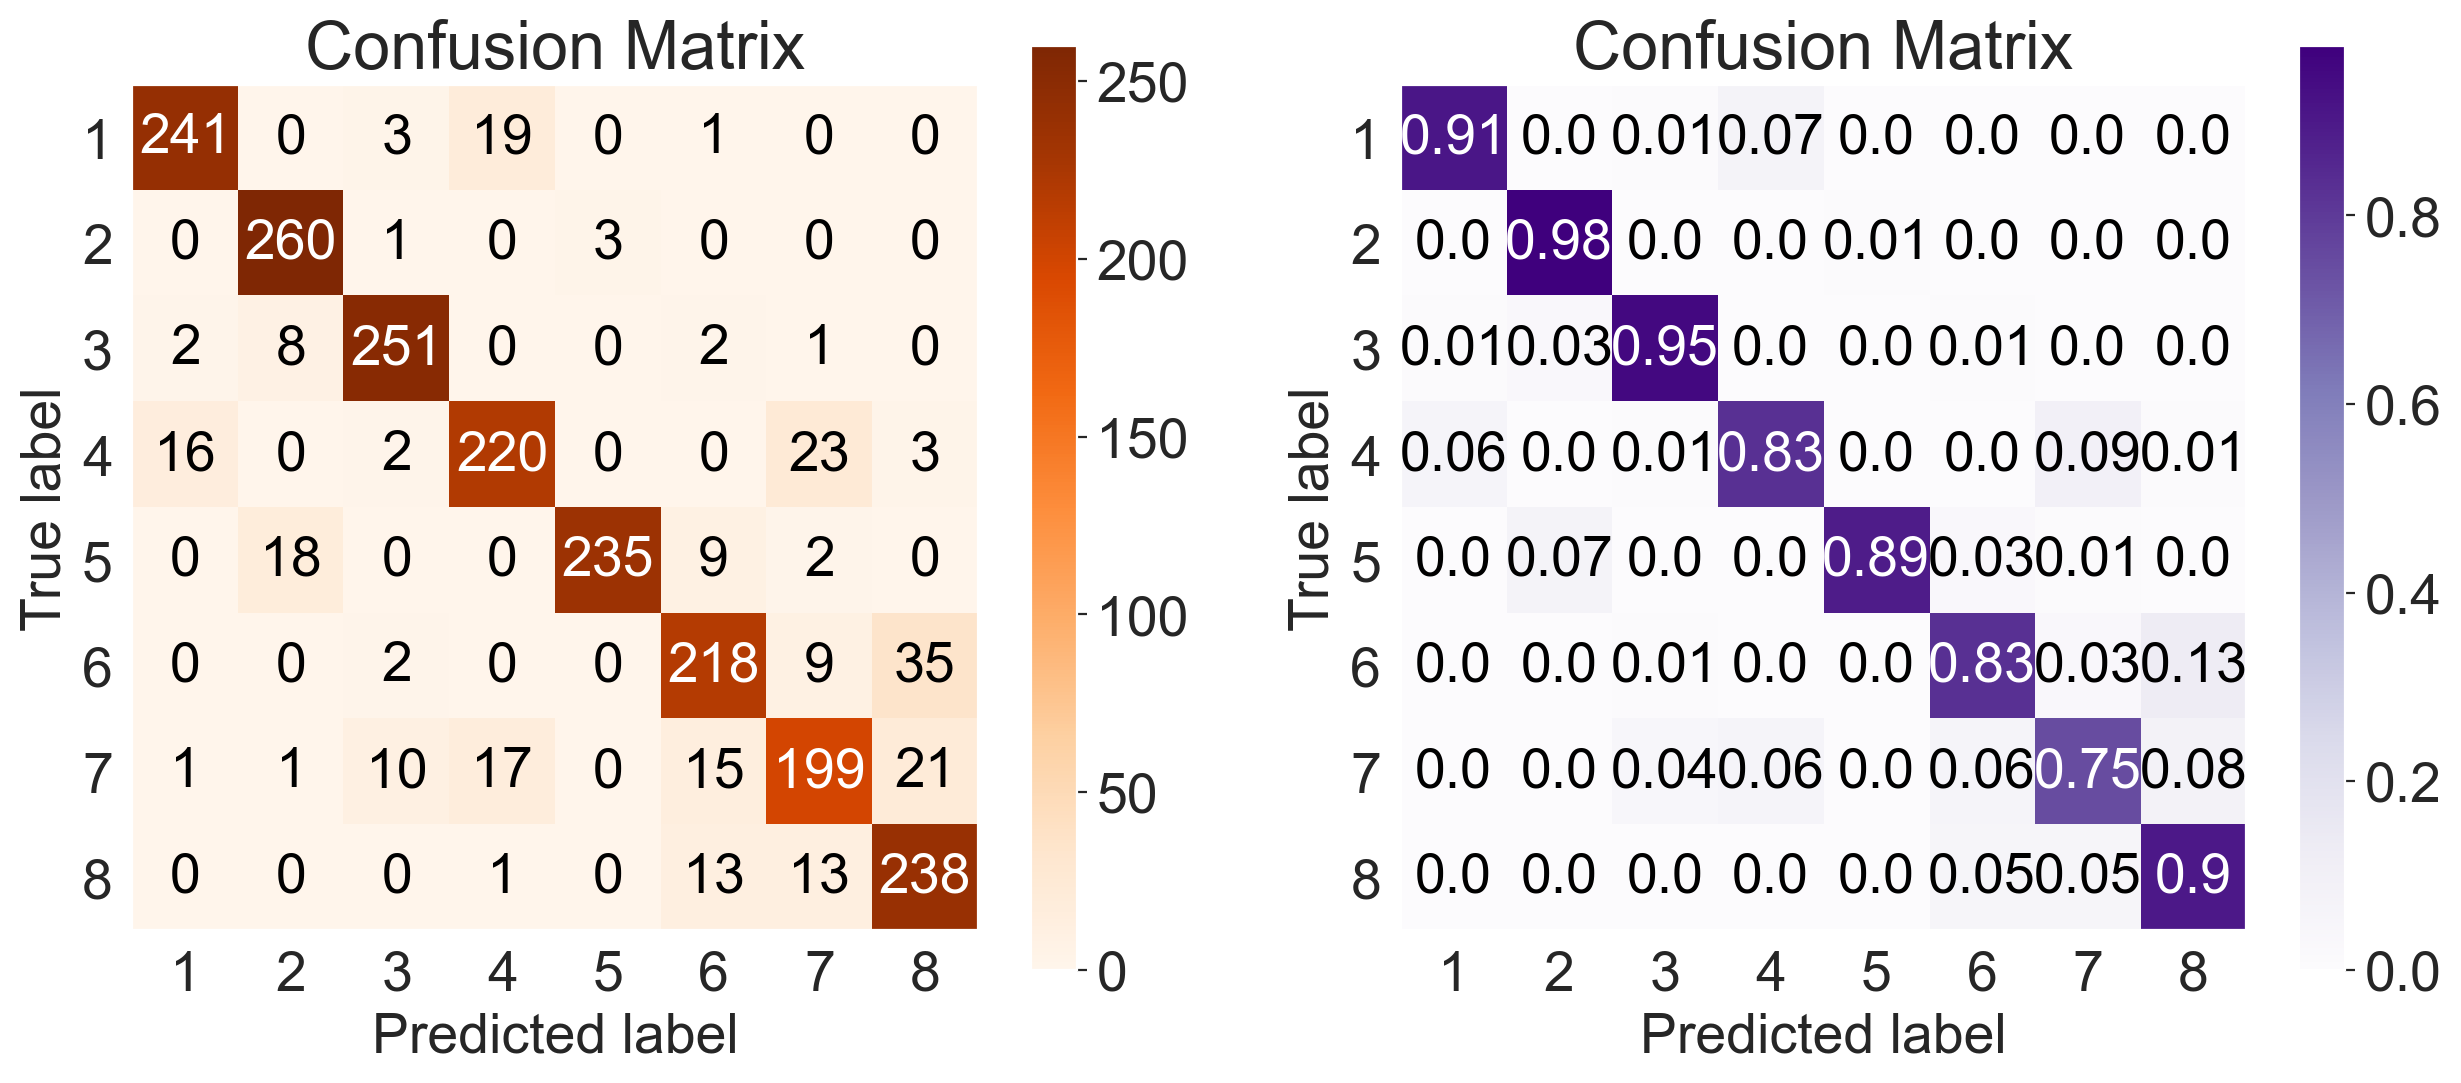 Confusion Matrix
1 241 0 3 19 0 1 0 0
2 0 260 1 0 3 0 0 0
3 2 8 251 0 0 2 1 0
4 16 0 2 220 0 0 23 3
5 0 18 0 0 235 9 2 0
6 0 0 2 0 0 218 9 35
7 1 1 10 17 0 15 199 21
8 0 0 0 1 0 13 13 238
1 2 3 4 5 6 7 8
Predicted label
True label
250
200
150
100
50
0
Confusion Matrix
1 0.91 0.0 0.01 0.07 0.0 0.0 0.0 0.0
2 0.0 0.98 0.0 0.0 0.01 0.0 0.0 0.0
3 0.01 0.03 0.95 0.0 0.0 0.01 0.0 0.0
4 0.06 0.0 0.01 0.83 0.0 0.0 0.09 0.01
5 0.0 0.07 0.0 0.0 0.89 0.03 0.01 0.0
6 0.0 0.0 0.01 0.0 0.0 0.83 0.03 0.13
7 0.0 0.0 0.04 0.06 0.0 0.06 0.75 0.08
8 0.0 0.0 0.0 0.0 0.0 0.05 0.05 0.9
1 2 3 4 5 6 7 8
Predicted label
True label
0.8
0.6
0.4
0.2
0.0